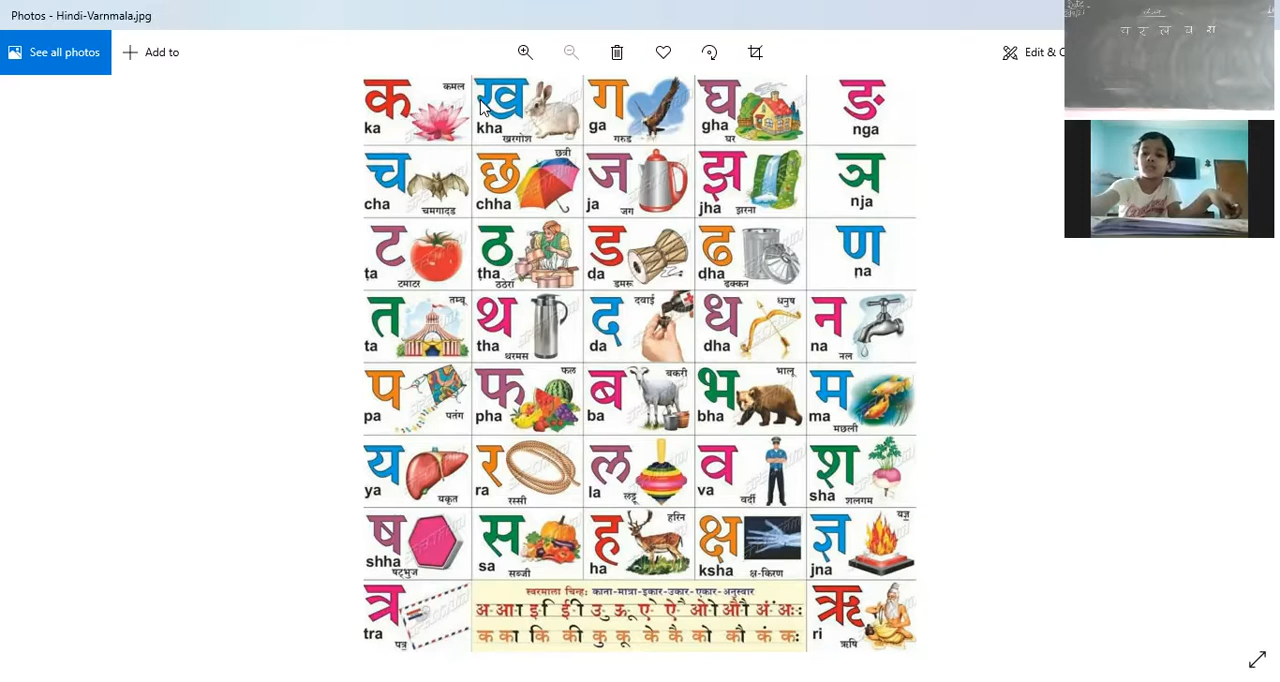 Photos - Hindi-Varnmala.jpg
See all photos
Add to
Edit & C
य र ल व श
क कमल ka
ख kha खरगोश
ग ga गरुड
घ gha घर
ङ nga
च cha चमगादड
छ छत्री chha
ज ja जग
झ jha झरना
ञ nja
ट ṭa टमाटर
ठ ṭha ठठेरा
ड da डमरू
ढ dha ढक्कन
ण ṇa
त तम्बू ta
थ tha थरमस
द दवाई da
ध धनुष dha
न na नल
प pa पतंग
फ फल pha
ब बकरी ba
भ भालू bha
म ma मछली
य ya यकृत
र ra रस्सी
ल la लट्टू
व va वर्दी
श sha शलगम
ष shha षट्भुज
स sa सब्जी
ह हरिन ha
क्ष ksha क्ष-किरण
ज्ञ यज्ञ jna
त्र tra पत्र
स्वरमाला चिन्ह: काना-मात्रा-इकार-उकार-एकार-अनुस्वार
अ- आ-ा इ-ि ई-ी उ-ु ऊ-ू ए-े ऐ-ै ओ-ो औ-ौ अं-ं अः-ः
क का कि की कु कू के कै को कौ कं कः
ऋ ri ऋषि